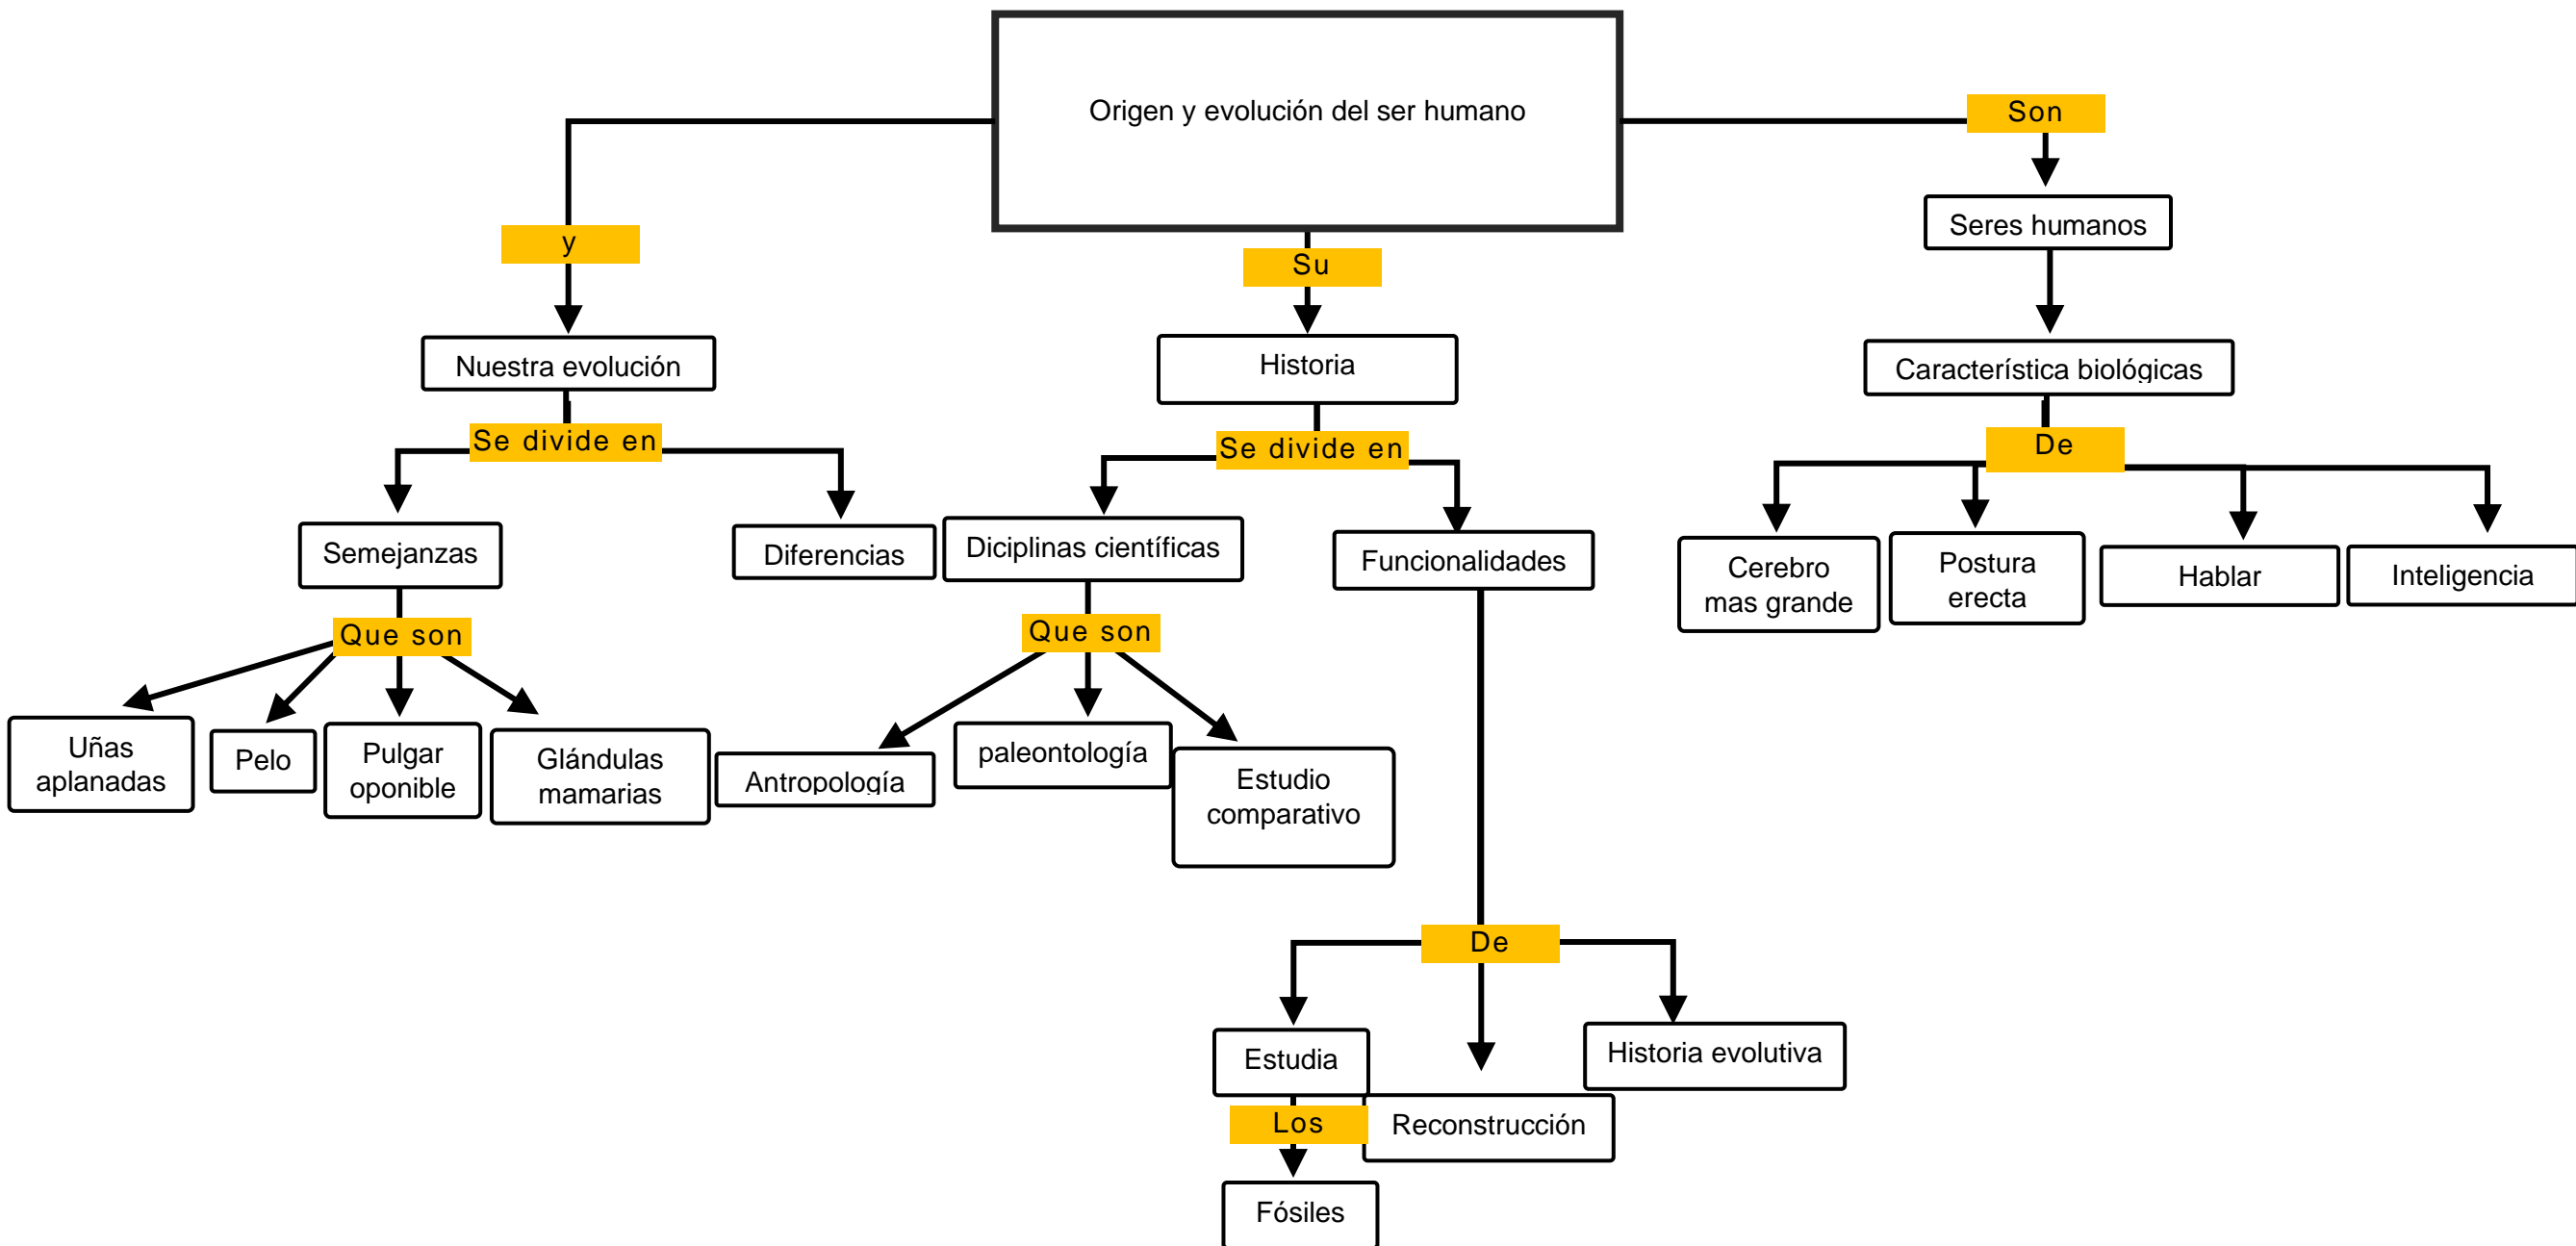 Origen y evolución del ser humano
Son
Seres humanos
y
Su
Nuestra evolución
Historia
Característica biológicas
Se divide en
Se divide en
De
Semejanzas
Diferencias
Diciplinas científicas
Funcionalidades
Cerebro
mas grande
Postura
erecta
Hablar
Inteligencia
Que son
Que son
Uñas
aplanadas
Pelo
Pulgar
oponible
Glándulas
mamarias
Antropología
paleontología
Estudio
comparativo
De
Estudia
Historia evolutiva
Los
Reconstrucción
Fósiles